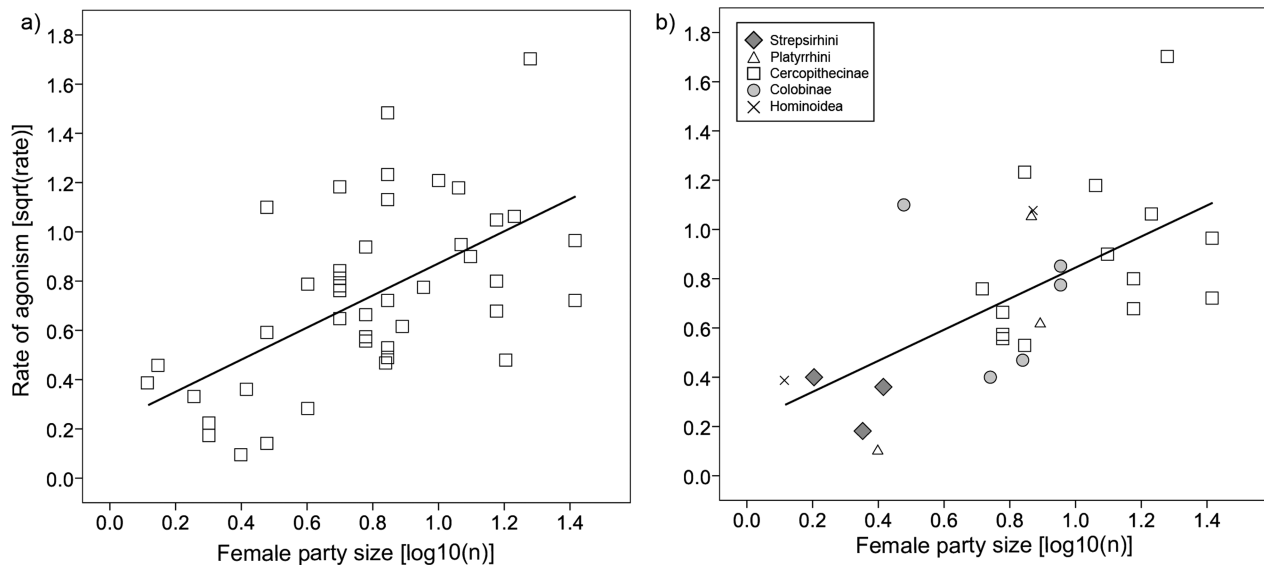 a)
Rate of agonism [sqrt(rate)]
1.8
1.6
1.4
1.2
1.0
0.8
0.6
0.4
0.2
0.0
0.0 0.2 0.4 0.6 0.8 1.0 1.2 1.4
Female party size [log10(n)]
b)
Strepsirhini
Platyrrhini
Cercopithecinae
Colobinae
Hominoidea
1.8
1.6
1.4
1.2
1.0
0.8
0.6
0.4
0.2
0.0
0.0 0.2 0.4 0.6 0.8 1.0 1.2 1.4
Female party size [log10(n)]